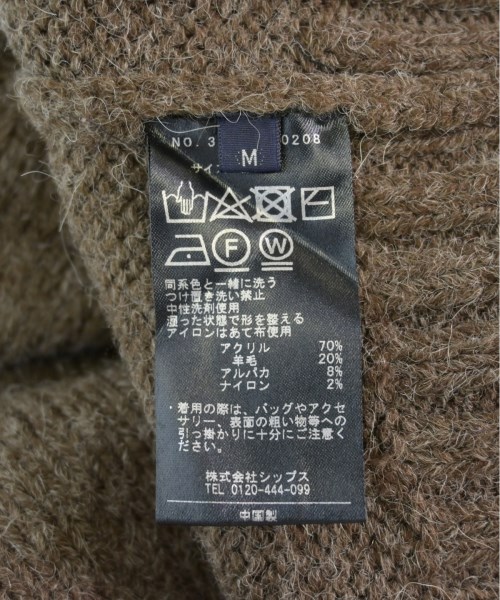 NO. 3 0208
サイ
M
F W
同系色と一緒に洗う
つけ置き洗い禁止
中性洗剤使用
湿った状態で形を整える
アイロンはあて布使用
アクリル 70%
羊毛 20%
アルパカ 8%
ナイロン 2%
・着用の際は、バッグやアクセ
サリー、表面の粗い物等への
引っ掛かりに十分にご注意
ください。
株式会社シップス
TEL 0120-444-099
中国製